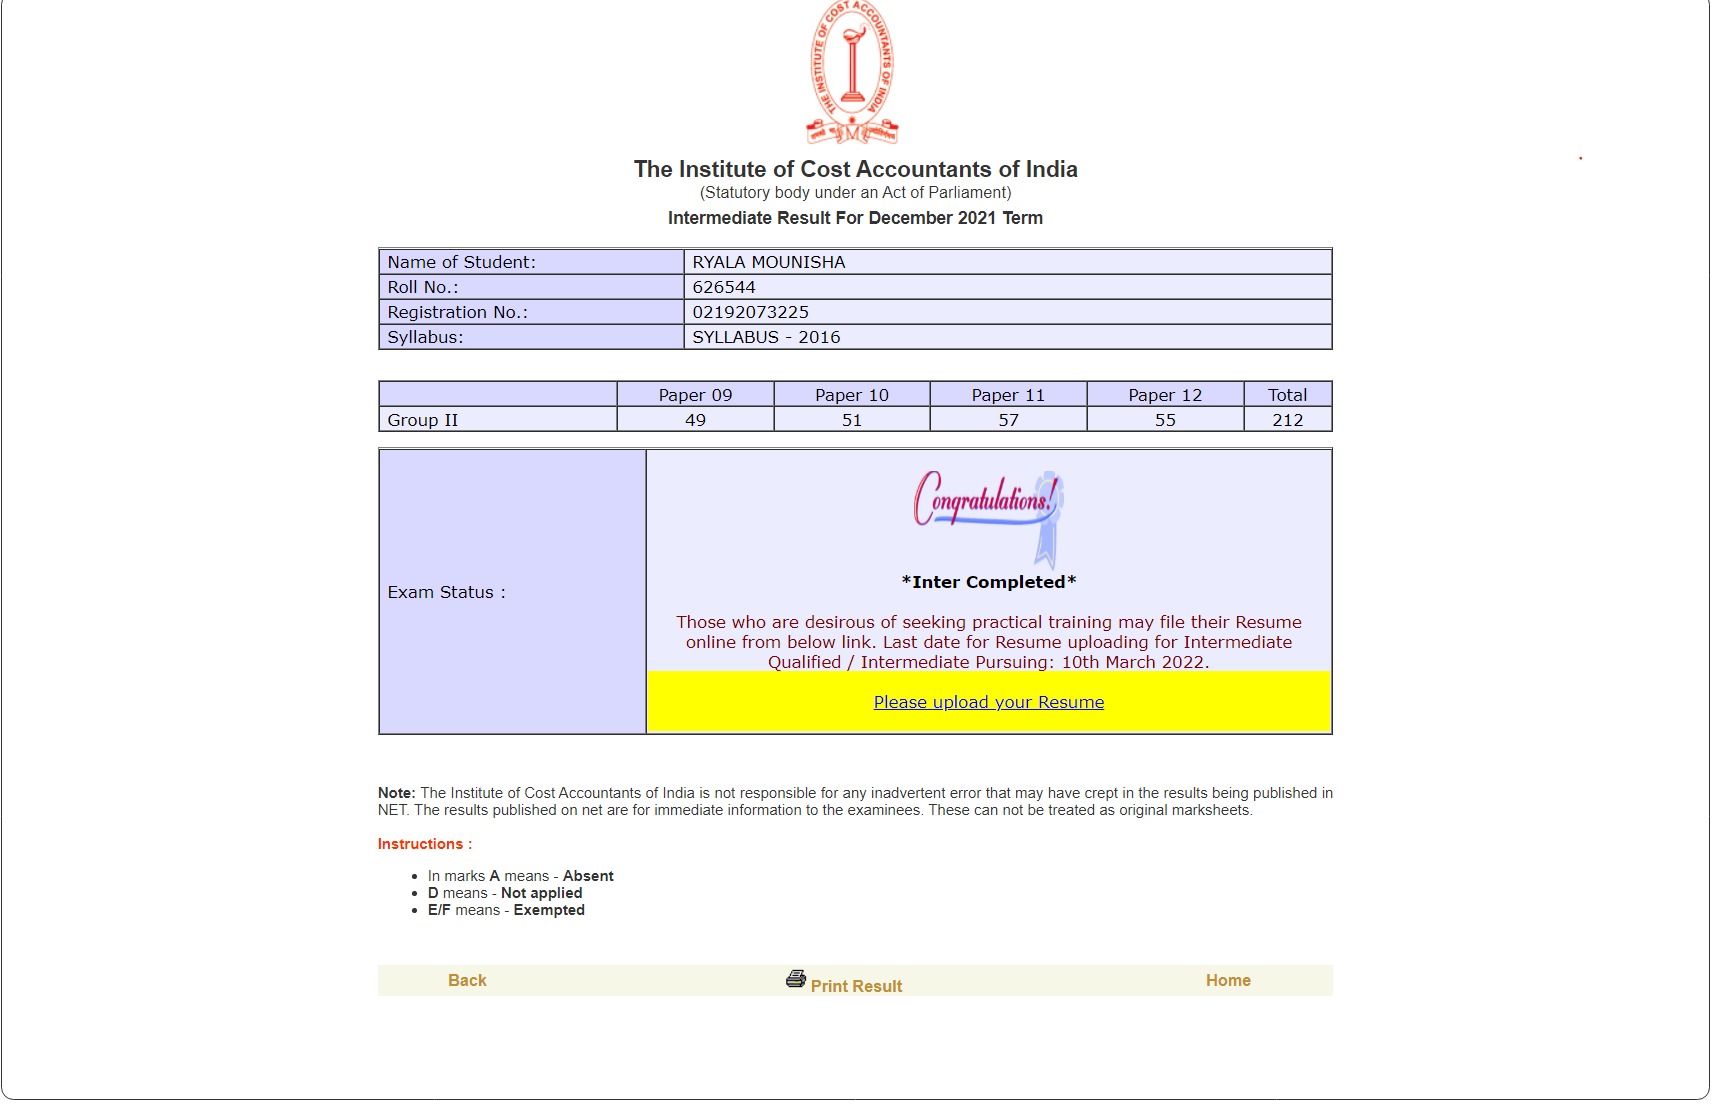 THE INSTITUTE OF COST ACCOUNTANTS OF INDIA
The Institute of Cost Accountants of India
(Statutory body under an Act of Parliament)
Intermediate Result For December 2021 Term
Name of Student: RYALA MOUNISHA
Roll No.: 626544
Registration No.: 02192073225
Syllabus: SYLLABUS - 2016
Paper 09 Paper 10 Paper 11 Paper 12 Total
Group II 49 51 57 55 212
Congratulations!
*Inter Completed*
Exam Status :
Those who are desirous of seeking practical training may file their Resume
online from below link. Last date for Resume uploading for Intermediate
Qualified / Intermediate Pursuing: 10th March 2022.
Please upload your Resume
Note: The Institute of Cost Accountants of India is not responsible for any inadvertent error that may have crept in the results being published in
NET. The results published on net are for immediate information to the examinees. These can not be treated as original marksheets.
Instructions :
• In marks A means - Absent
• D means - Not applied
• E/F means - Exempted
Back Print Result Home